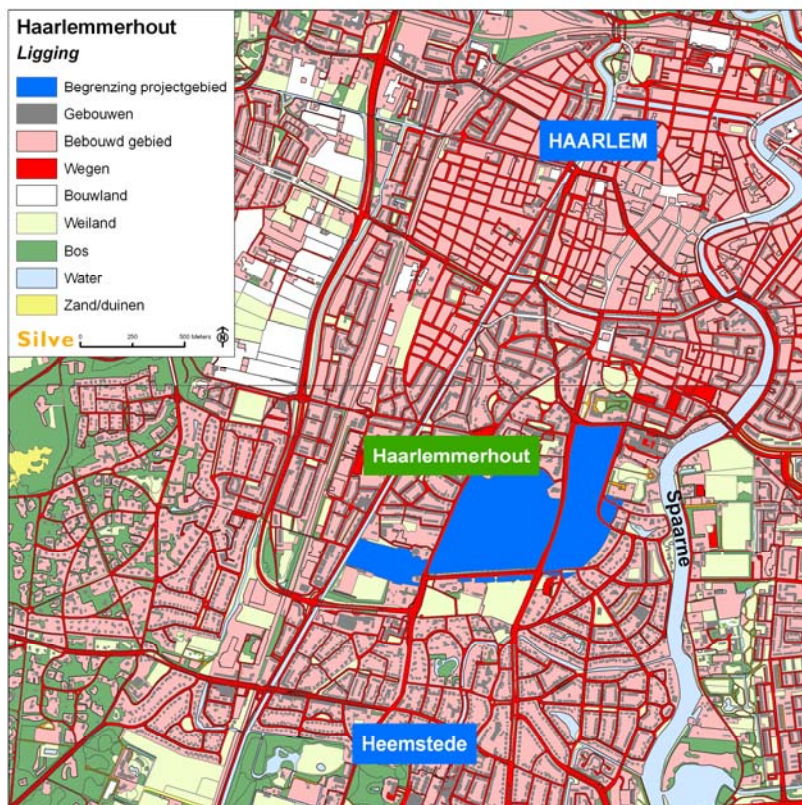 Haarlemmerhout
Ligging
Begrenzing projectgebied
Gebouwen
Bebouwd gebied
Wegen
Bouwland
Weiland
Bos
Water
Zand/duinen
Silve
0 250 500 Meters
N
HAARLEM
Haarlemmerhout
Spaarne
Heemstede